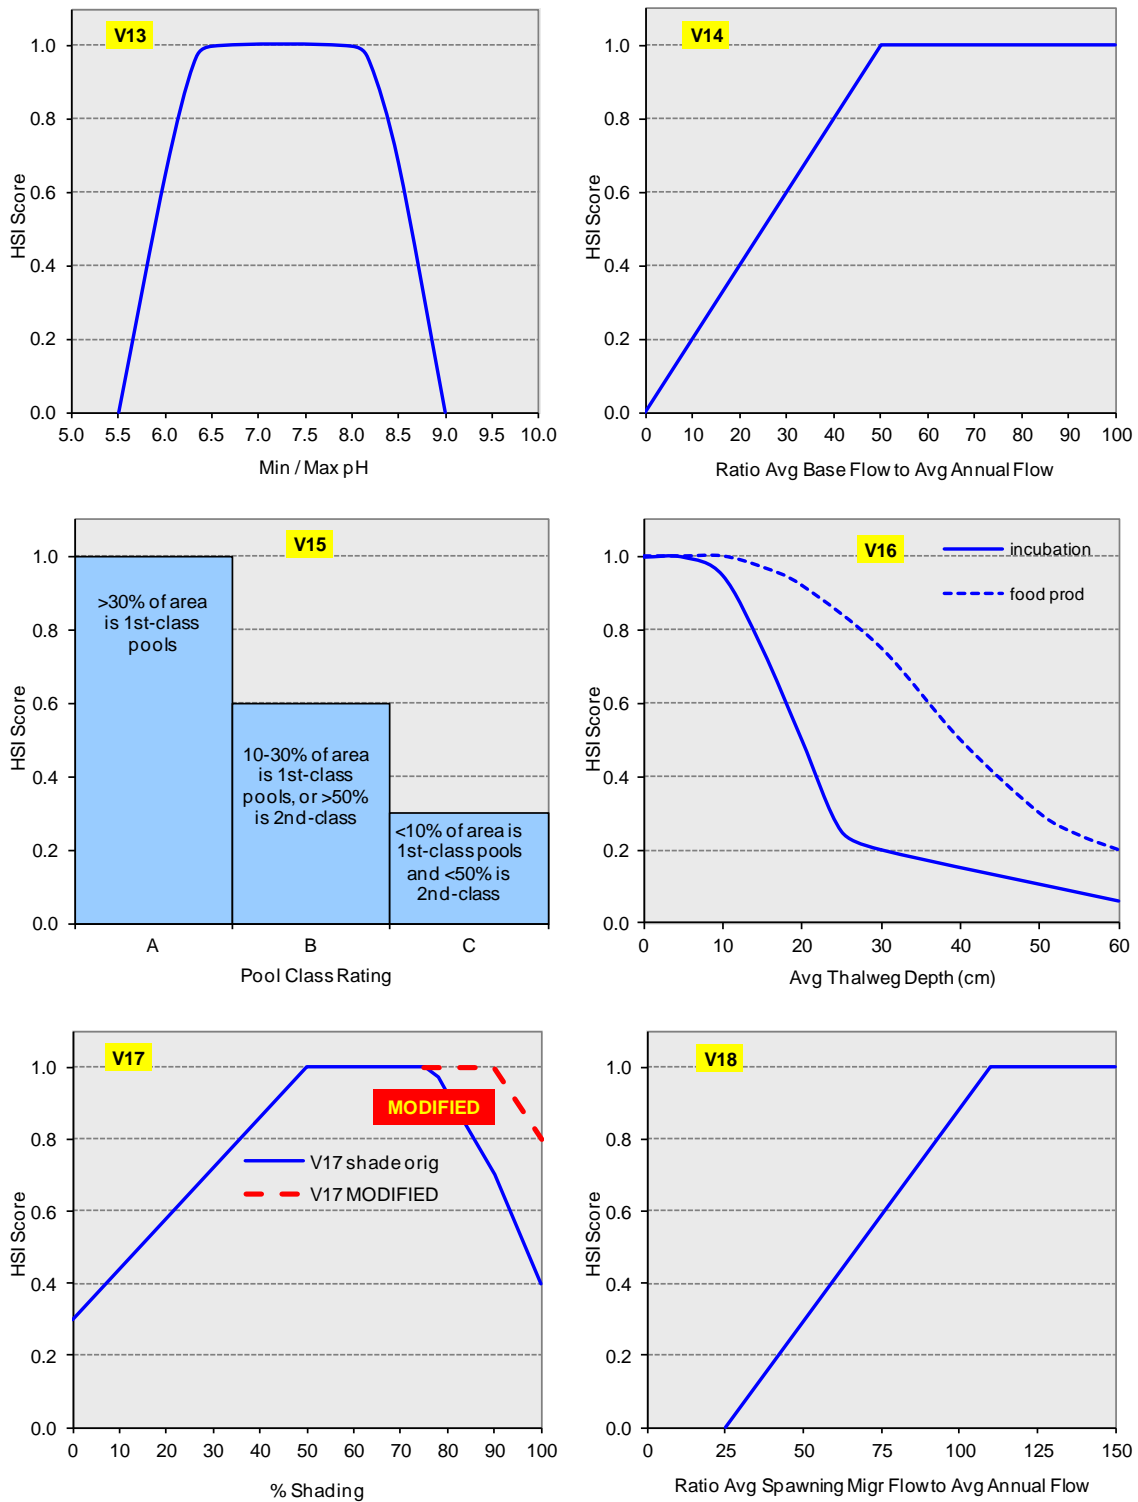 V13
1.0
0.8
0.6
0.4
0.2
0.0
HSI Score
5.0 5.5 6.0 6.5 7.0 7.5 8.0 8.5 9.0 9.5 10.0
Min / Max pH
V14
1.0
0.8
0.6
0.4
0.2
0.0
HSI Score
0 10 20 30 40 50 60 70 80 90 100
Ratio Avg Base Flow to Avg Annual Flow
V15
1.0
0.8
0.6
0.4
0.2
0.0
HSI Score
>30% of area
is 1st-class
pools
10-30% of area
is 1st-class
pools, or >50%
is 2nd-class
<10% of area is
1st-class pools
and <50% is
2nd-class
A B C
Pool Class Rating
V16
incubation
food prod
1.0
0.8
0.6
0.4
0.2
0.0
HSI Score
0 10 20 30 40 50 60
Avg Thalweg Depth (cm)
V17
MODIFIED
V17 shade orig
V17 MODIFIED
1.0
0.8
0.6
0.4
0.2
0.0
HSI Score
0 10 20 30 40 50 60 70 80 90 100
% Shading
V18
1.0
0.8
0.6
0.4
0.2
0.0
HSI Score
0 25 50 75 100 125 150
Ratio Avg Spawning Migr Flow to Avg Annual Flow